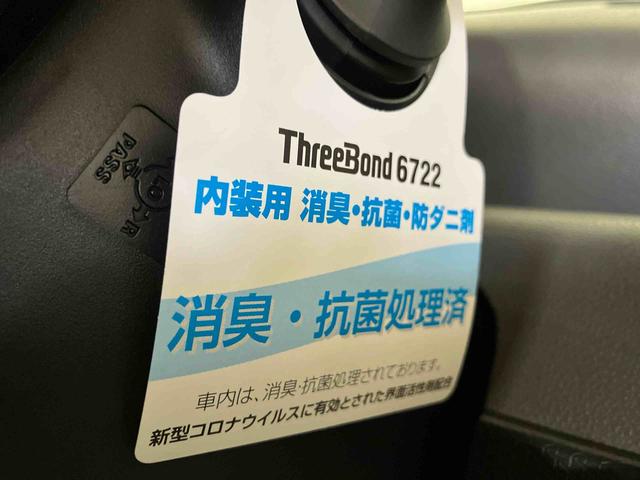 ThreeBond 6722
内装用 消臭・抗菌・防ダニ剤
消臭・抗菌処理済
車内は、消臭・抗菌処理されております。
新型コロナウイルスに有効とされた界面活性剤配合
PASS
LO
R